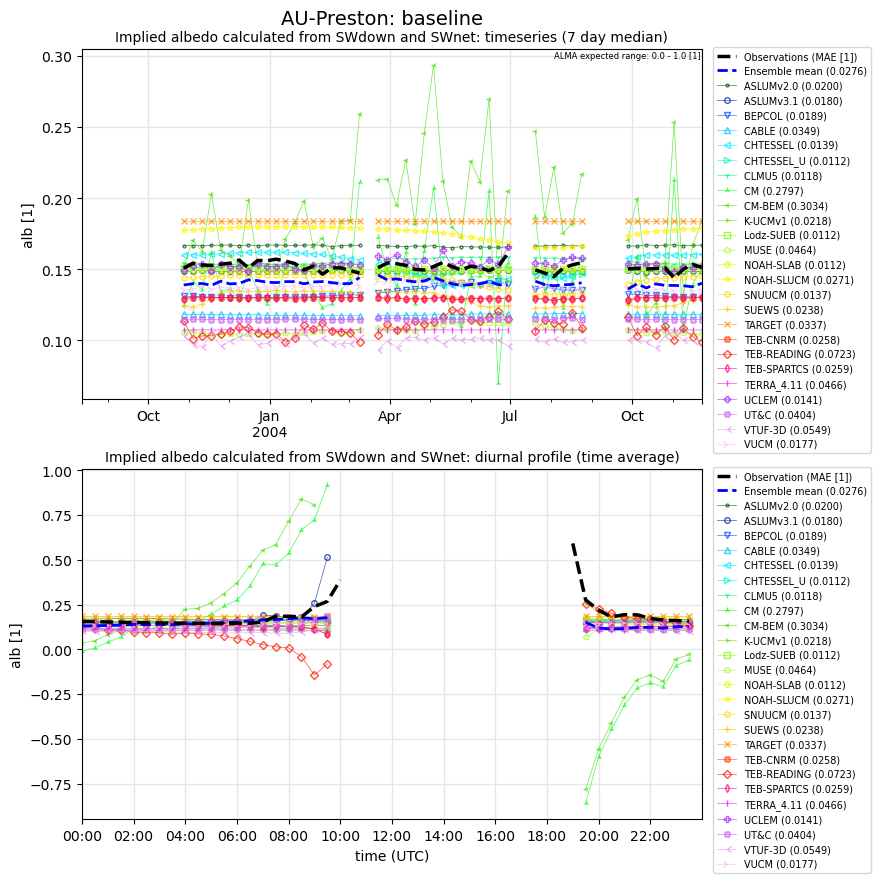 AU-Preston: baseline
Implied albedo calculated from SWdown and SWnet: timeseries (7 day median)
ALMA expected range: 0.0 - 1.0 [1]
0.30
0.25
0.20
0.15
0.10
alb [1]
Oct
Jan
2004
Apr
Jul
Oct
Observations (MAE [1])
Ensemble mean (0.0276)
ASLUMv2.0 (0.0200)
ASLUMv3.1 (0.0180)
BEPCOL (0.0189)
CABLE (0.0349)
CHTESSEL (0.0139)
CHTESSEL_U (0.0112)
CLMU5 (0.0118)
CM (0.2797)
CM-BEM (0.3034)
K-UCMv1 (0.0218)
Lodz-SUEB (0.0112)
MUSE (0.0464)
NOAH-SLAB (0.0112)
NOAH-SLUCM (0.0271)
SNUUCM (0.0137)
SUEWS (0.0238)
TARGET (0.0337)
TEB-CNRM (0.0258)
TEB-READING (0.0723)
TEB-SPARTCS (0.0259)
TERRA_4.11 (0.0466)
UCLEM (0.0141)
UT&C (0.0404)
VTUF-3D (0.0549)
VUCM (0.0177)
Implied albedo calculated from SWdown and SWnet: diurnal profile (time average)
1.00
0.75
0.50
0.25
0.00
−0.25
−0.50
−0.75
alb [1]
00:00 02:00 04:00 06:00 08:00 10:00 12:00 14:00 16:00 18:00 20:00 22:00
time (UTC)
Observation (MAE [1])
Ensemble mean (0.0276)
ASLUMv2.0 (0.0200)
ASLUMv3.1 (0.0180)
BEPCOL (0.0189)
CABLE (0.0349)
CHTESSEL (0.0139)
CHTESSEL_U (0.0112)
CLMU5 (0.0118)
CM (0.2797)
CM-BEM (0.3034)
K-UCMv1 (0.0218)
Lodz-SUEB (0.0112)
MUSE (0.0464)
NOAH-SLAB (0.0112)
NOAH-SLUCM (0.0271)
SNUUCM (0.0137)
SUEWS (0.0238)
TARGET (0.0337)
TEB-CNRM (0.0258)
TEB-READING (0.0723)
TEB-SPARTCS (0.0259)
TERRA_4.11 (0.0466)
UCLEM (0.0141)
UT&C (0.0404)
VTUF-3D (0.0549)
VUCM (0.0177)